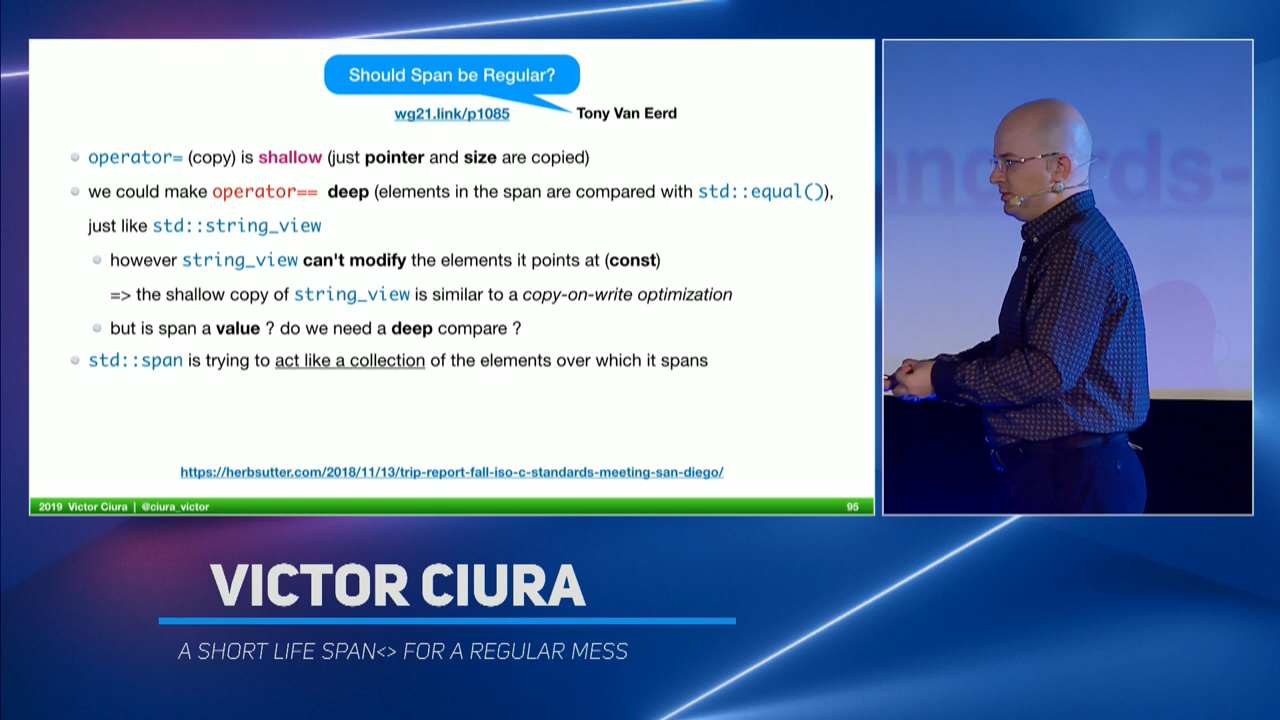 Should Span be Regular?
wg21.link/p1085
Tony Van Eerd
operator= (copy) is shallow (just pointer and size are copied)
we could make operator== deep (elements in the span are compared with std::equal()),
just like std::string_view
however string_view can't modify the elements it points at (const)
=> the shallow copy of string_view is similar to a copy-on-write optimization
but is span a value ? do we need a deep compare ?
std::span is trying to act like a collection of the elements over which it spans
https://herbsutter.com/2018/11/13/trip-report-fall-iso-c-standards-meeting-san-diego/
2019 Victor Ciura | @ciura_victor
95
VICTOR CIURA
A SHORT LIFE SPAN<> FOR A REGULAR MESS